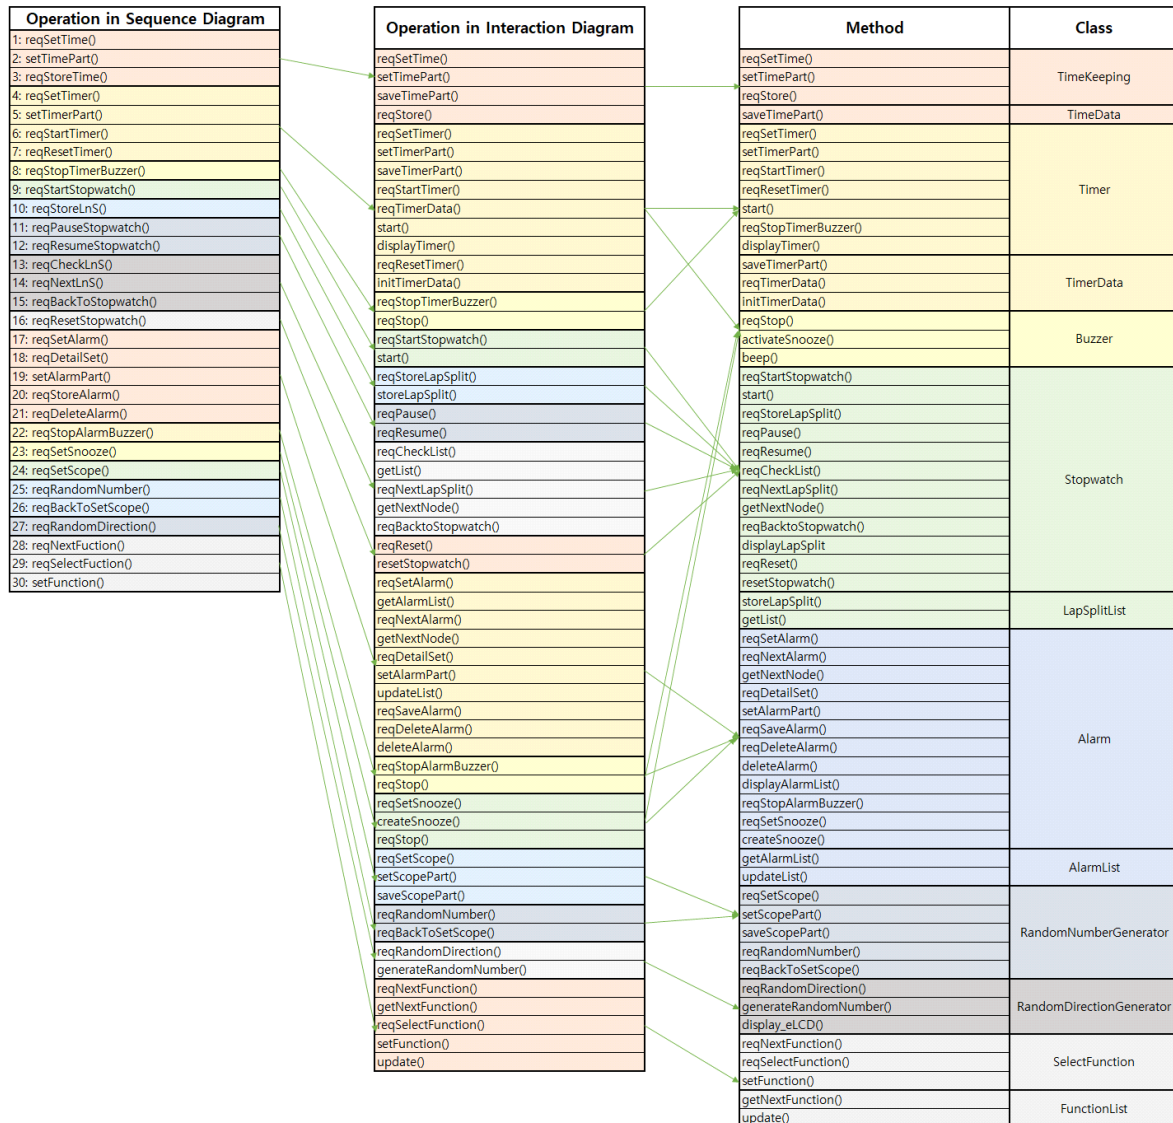 Operation in Sequence Diagram
1: reqSetTime()
2: setTimePart()
3: reqStoreTime()
4: reqSetTimer()
5: setTimerPart()
6: reqStartTimer()
7: reqResetTimer()
8: reqStopTimerBuzzer()
9: reqStartStopwatch()
10: reqStoreLnS()
11: reqPauseStopwatch()
12: reqResumeStopwatch()
13: reqCheckLnS()
14: reqNextLnS()
15: reqBackToStopwatch()
16: reqResetStopwatch()
17: reqSetAlarm()
18: reqDetailSet()
19: setAlarmPart()
20: reqStoreAlarm()
21: reqDeleteAlarm()
22: reqStopAlarmBuzzer()
23: reqSetSnooze()
24: reqSetScope()
25: reqRandomNumber()
26: reqBackToSetScope()
27: reqRandomDirection()
28: reqNextFuction()
29: reqSelectFuction()
30: setFunction()
Operation in Interaction Diagram
reqSetTime()
setTimePart()
saveTimePart()
reqStore()
reqSetTimer()
setTimerPart()
saveTimerPart()
reqStartTimer()
reqTimerData()
start()
displayTimer()
reqResetTimer()
initTimerData()
reqStopTimerBuzzer()
reqStop()
reqStartStopwatch()
start()
reqStoreLapSplit()
storeLapSplit()
reqPause()
reqResume()
reqCheckList()
getList()
reqNextLapSplit()
getNextNode()
reqBacktoStopwatch()
reqReset()
resetStopwatch()
reqSetAlarm()
getAlarmList()
reqNextAlarm()
getNextNode()
reqDetailSet()
setAlarmPart()
updateList()
reqSaveAlarm()
reqDeleteAlarm()
deleteAlarm()
reqStopAlarmBuzzer()
reqStop()
reqSetSnooze()
createSnooze()
reqStop()
reqSetScope()
setScopePart()
saveScopePart()
reqRandomNumber()
reqBackToSetScope()
reqRandomDirection()
generateRandomNumber()
reqNextFunction()
getNextFunction()
reqSelectFunction()
setFunction()
update()
Method Class
reqSetTime()
setTimePart() TimeKeeping
reqStore()
saveTimePart() TimeData
reqSetTimer()
setTimerPart()
reqStartTimer()
reqResetTimer() Timer
start()
reqStopTimerBuzzer()
displayTimer()
saveTimerPart()
reqTimerData() TimerData
initTimerData()
reqStop()
activateSnooze() Buzzer
beep()
reqStartStopwatch()
start()
reqStoreLapSplit()
reqPause()
reqResume()
reqCheckList() Stopwatch
reqNextLapSplit()
getNextNode()
reqBacktoStopwatch()
displayLapSplit
reqReset()
resetStopwatch()
storeLapSplit() LapSplitList
getList()
reqSetAlarm()
reqNextAlarm()
getNextNode()
reqDetailSet()
setAlarmPart()
reqSaveAlarm() Alarm
reqDeleteAlarm()
deleteAlarm()
displayAlarmList()
reqStopAlarmBuzzer()
reqSetSnooze()
createSnooze()
getAlarmList() AlarmList
updateList()
reqSetScope()
setScopePart()
saveScopePart() RandomNumberGenerator
reqRandomNumber()
reqBackToSetScope()
reqRandomDirection()
generateRandomNumber() RandomDirectionGenerator
display_eLCD()
reqNextFunction()
reqSelectFunction() SelectFunction
setFunction()
getNextFunction() FunctionList
update()